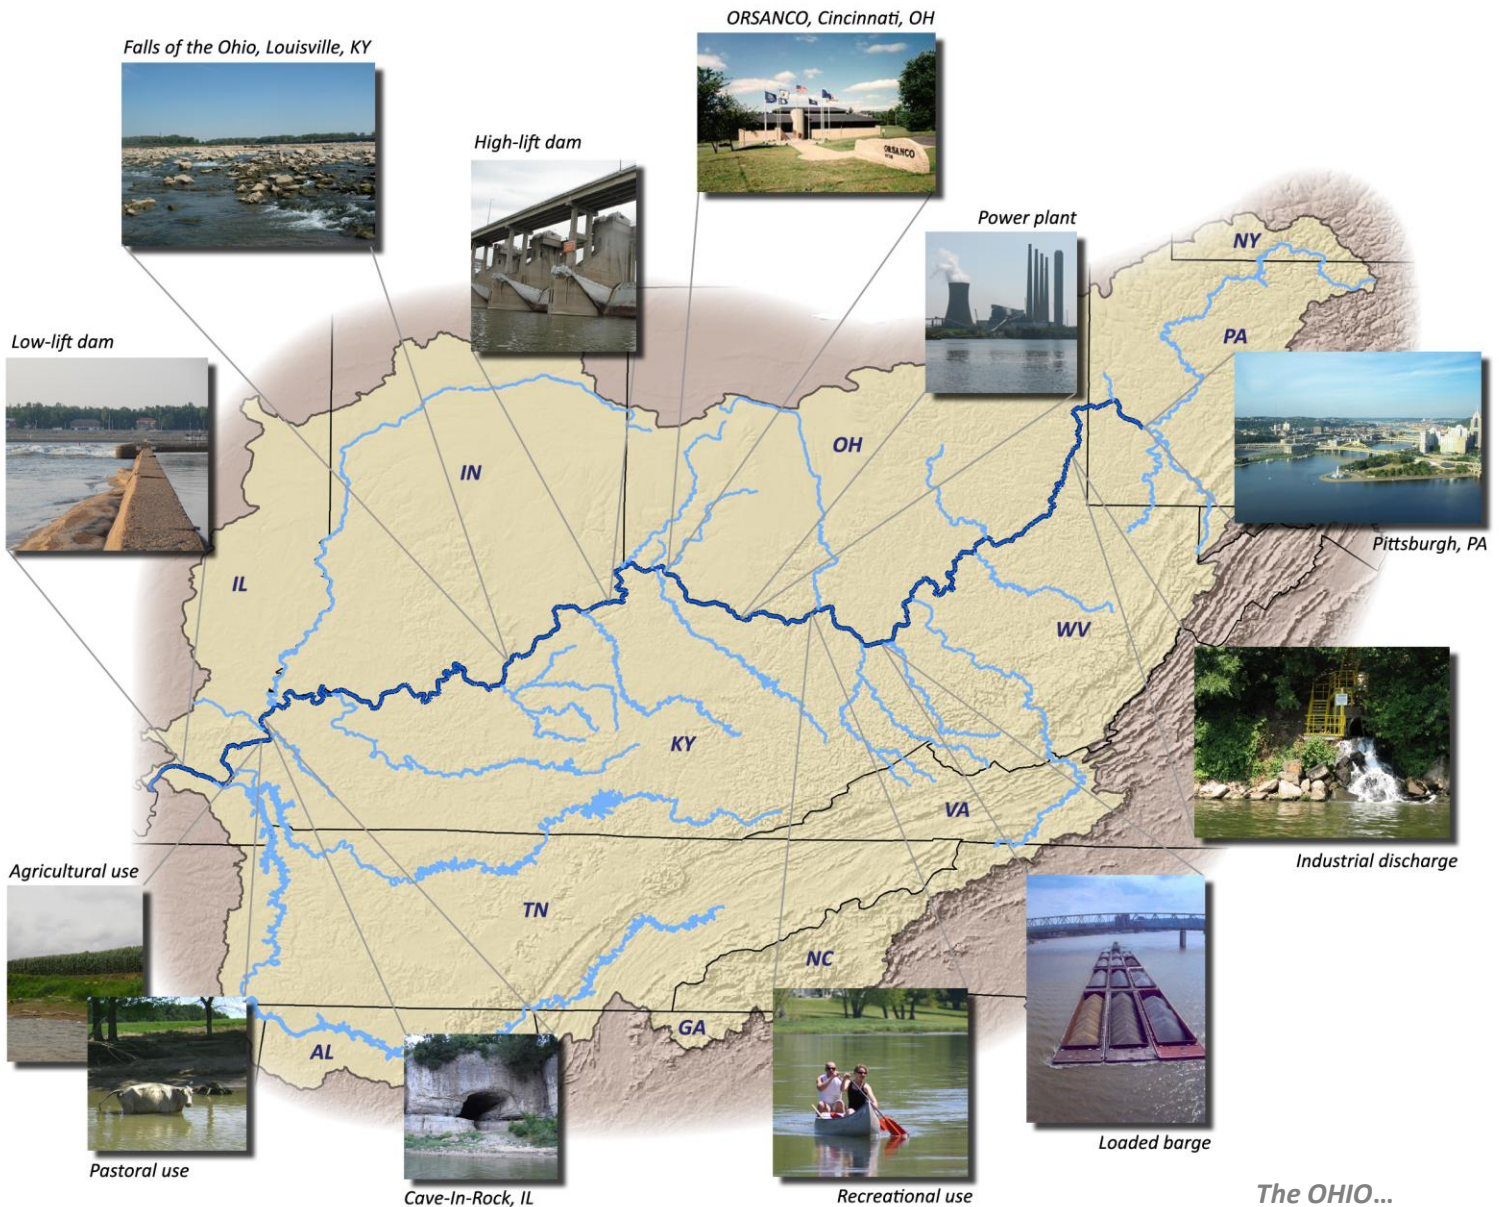 ORSANCO, Cincinnati, OH
Falls of the Ohio, Louisville, KY
High-lift dam
ORSANCO
Power plant
NY
Low-lift dam
PA
OH
IN
Pittsburgh, PA
IL
WV
KY
VA
Industrial discharge
Agricultural use
TN
NC
GA
AL
Loaded barge
Pastoral use
Cave-In-Rock, IL
Recreational use
The OHIO...